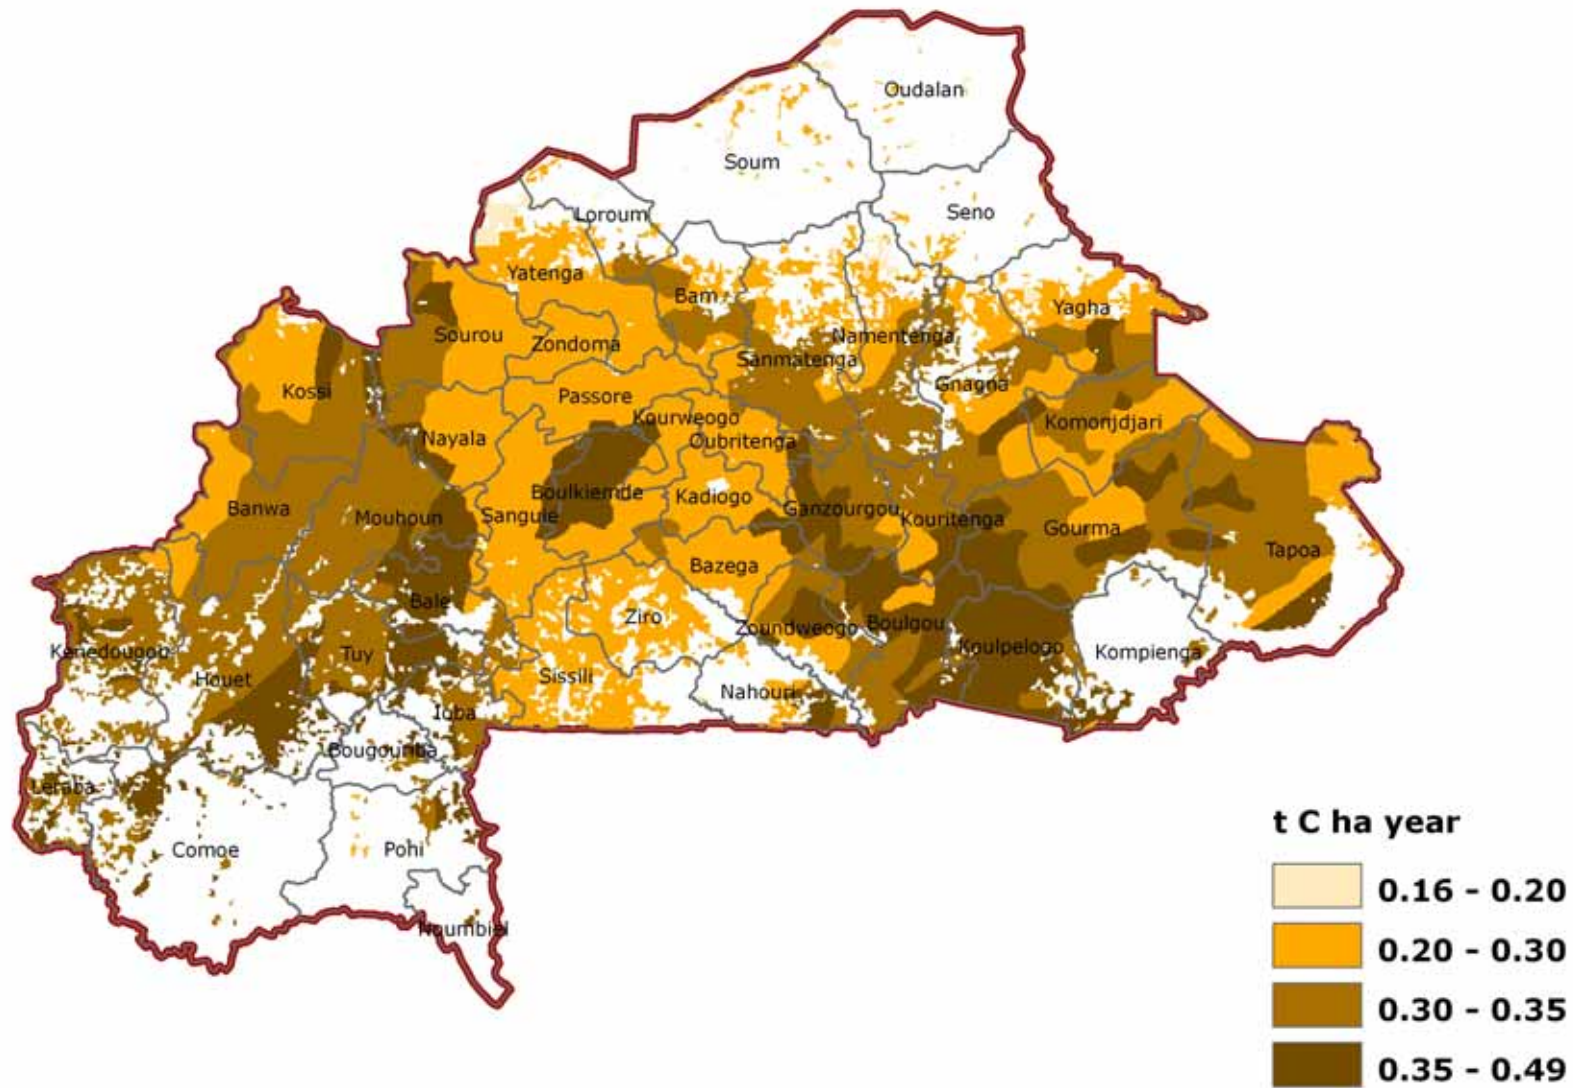 Oudalan
Soum
Seno
Loroum
Yatenga
Bam
Yagha
Sourou
Zondoma
Namentenga
Sanmatenga
Gnagna
Kossi
Passore
Kourweogo
Komonjdjari
Nayala
Oubritenga
Boulkiemde
Kadiogo
Banwa
Mouhoun
Sanguie
Ganzourgou
Kouritenga
Gourma
Tapoa
Bazega
Bale
Ziro
Zoundweogo
Boulgou
Kenedougou
Tuy
Koulpelogo
Kompienga
Houet
Sissili
Nahouri
Ioba
Bougouriba
Leraba
Comoe
Pohi
Noumbiel
t C ha year
0.16 - 0.20
0.20 - 0.30
0.30 - 0.35
0.35 - 0.49